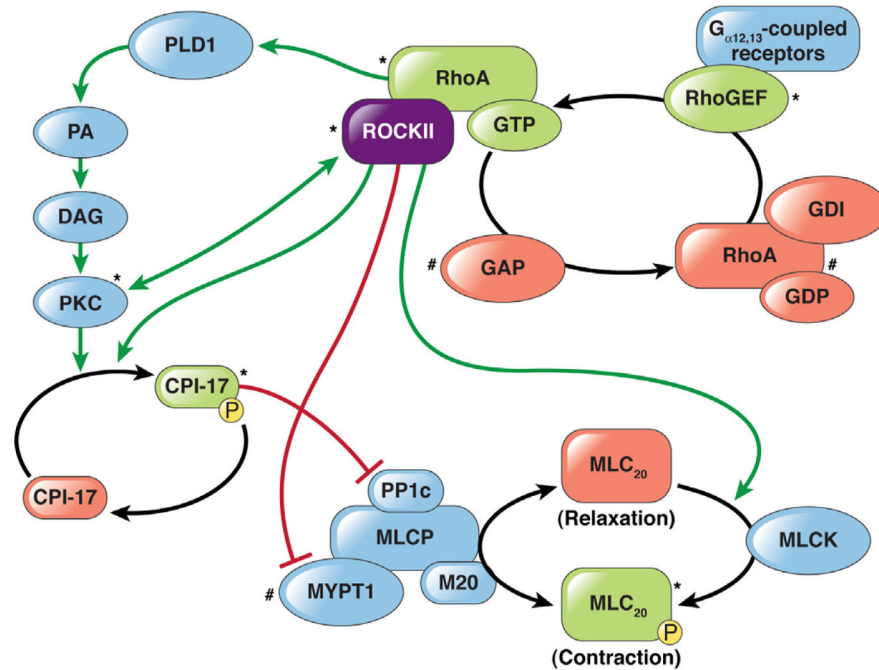 G
α12,13
-coupled
receptors
PLD1
*
RhoA
RhoGEF
*
PA
*
ROCKII
GTP
DAG
GDI
RhoA
#
GAP
#
PKC
*
GDP
CPI-17
*
P
CPI-17
PP1c
MLC20
MLCP
(Relaxation)
MLCK
#
MYPT1
M20
MLC20
*
P
(Contraction)